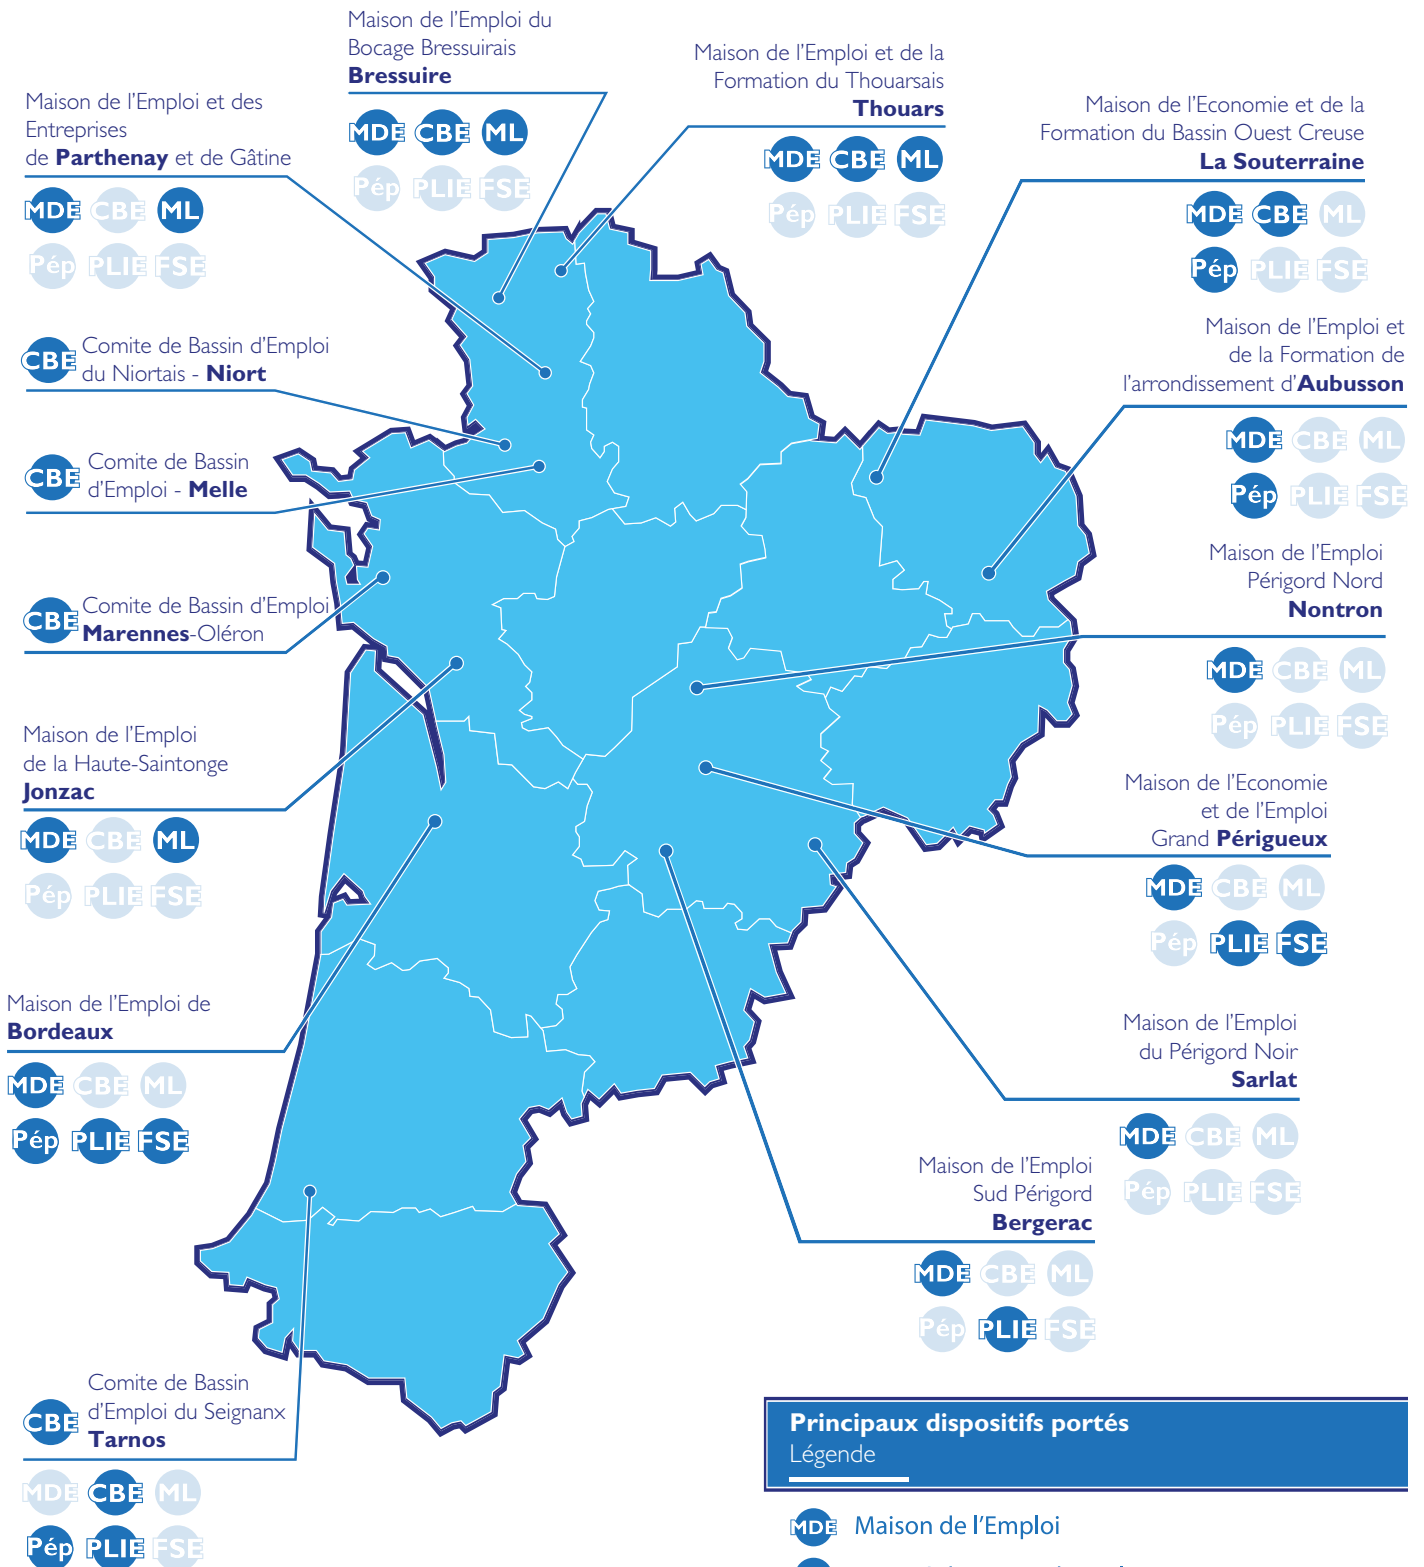 Maison de l'Emploi du
Bocage Bressuirais
Bressuire
MDE CBE ML
Pép PLIE FSE
Maison de l'Emploi et de la
Formation du Thouarsais
Thouars
MDE CBE ML
Pép PLIE FSE
Maison de l'Emploi et des
Entreprises
de Parthenay et de Gâtine
MDE CBE ML
Pép PLIE FSE
Maison de l'Economie et de la
Formation du Bassin Ouest Creuse
La Souterraine
MDE CBE ML
Pép PLIE FSE
CBE Comite de Bassin d'Emploi
du Niortais - Niort
Maison de l'Emploi et
de la Formation de
l'arrondissement d'Aubusson
MDE CBE ML
Pép PLIE FSE
CBE Comite de Bassin
d'Emploi - Melle
Maison de l'Emploi
Périgord Nord
Nontron
MDE CBE ML
Pép PLIE FSE
CBE Comite de Bassin d'Emploi
Marennes-Oléron
Maison de l'Emploi
de la Haute-Saintonge
Jonzac
MDE CBE ML
Pép PLIE FSE
Maison de l'Economie
et de l'Emploi
Grand Périgueux
MDE CBE ML
Pép PLIE FSE
Maison de l'Emploi de
Bordeaux
MDE CBE ML
Pép PLIE FSE
Maison de l'Emploi
du Périgord Noir
Sarlat
MDE CBE ML
Pép PLIE FSE
Maison de l'Emploi
Sud Périgord
Bergerac
MDE CBE ML
Pép PLIE FSE
Comite de Bassin
CBE d'Emploi du Seignanx
Tarnos
MDE CBE ML
Pép PLIE FSE
Principaux dispositifs portés
Légende
MDE Maison de l'Emploi